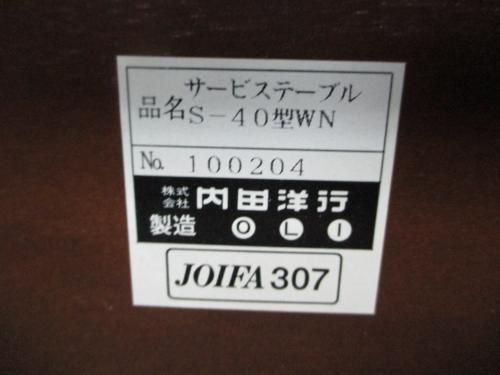 サービステーブル
品名 S-40型WN
No. 100204
株式会社 内田洋行
製造 O L I
JOIFA 307